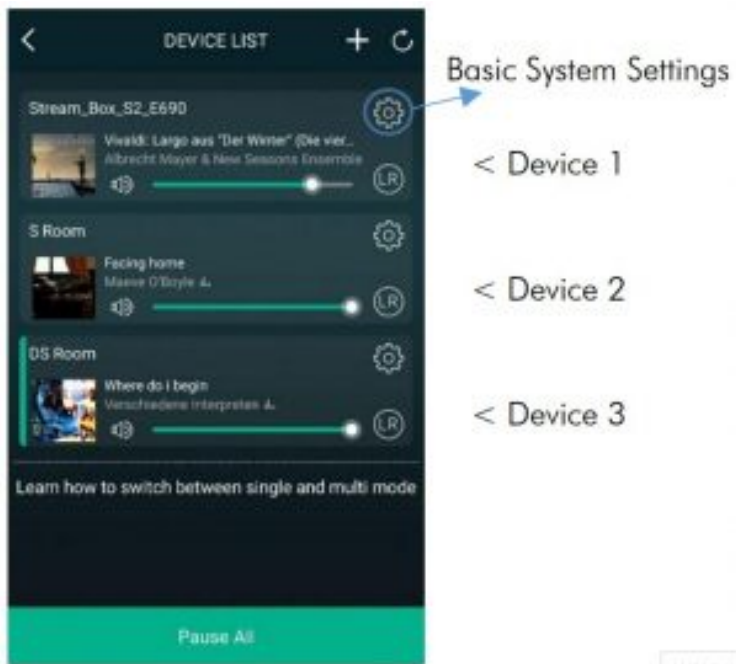 DEVICE LIST
Basic System Settings
Stream_Box_S2_E690
Vivaldi: Largo aus "Der Winter" (Die vier...
Albrecht Mayer & New Seasons Ensemble
LR
< Device 1
S Room
Facing home
Maeve O'Boyle
LR
< Device 2
DS Room
Where do i begin
Verschiedene Interpreten
LR
< Device 3
Learn how to switch between single and multi mode
Pause All